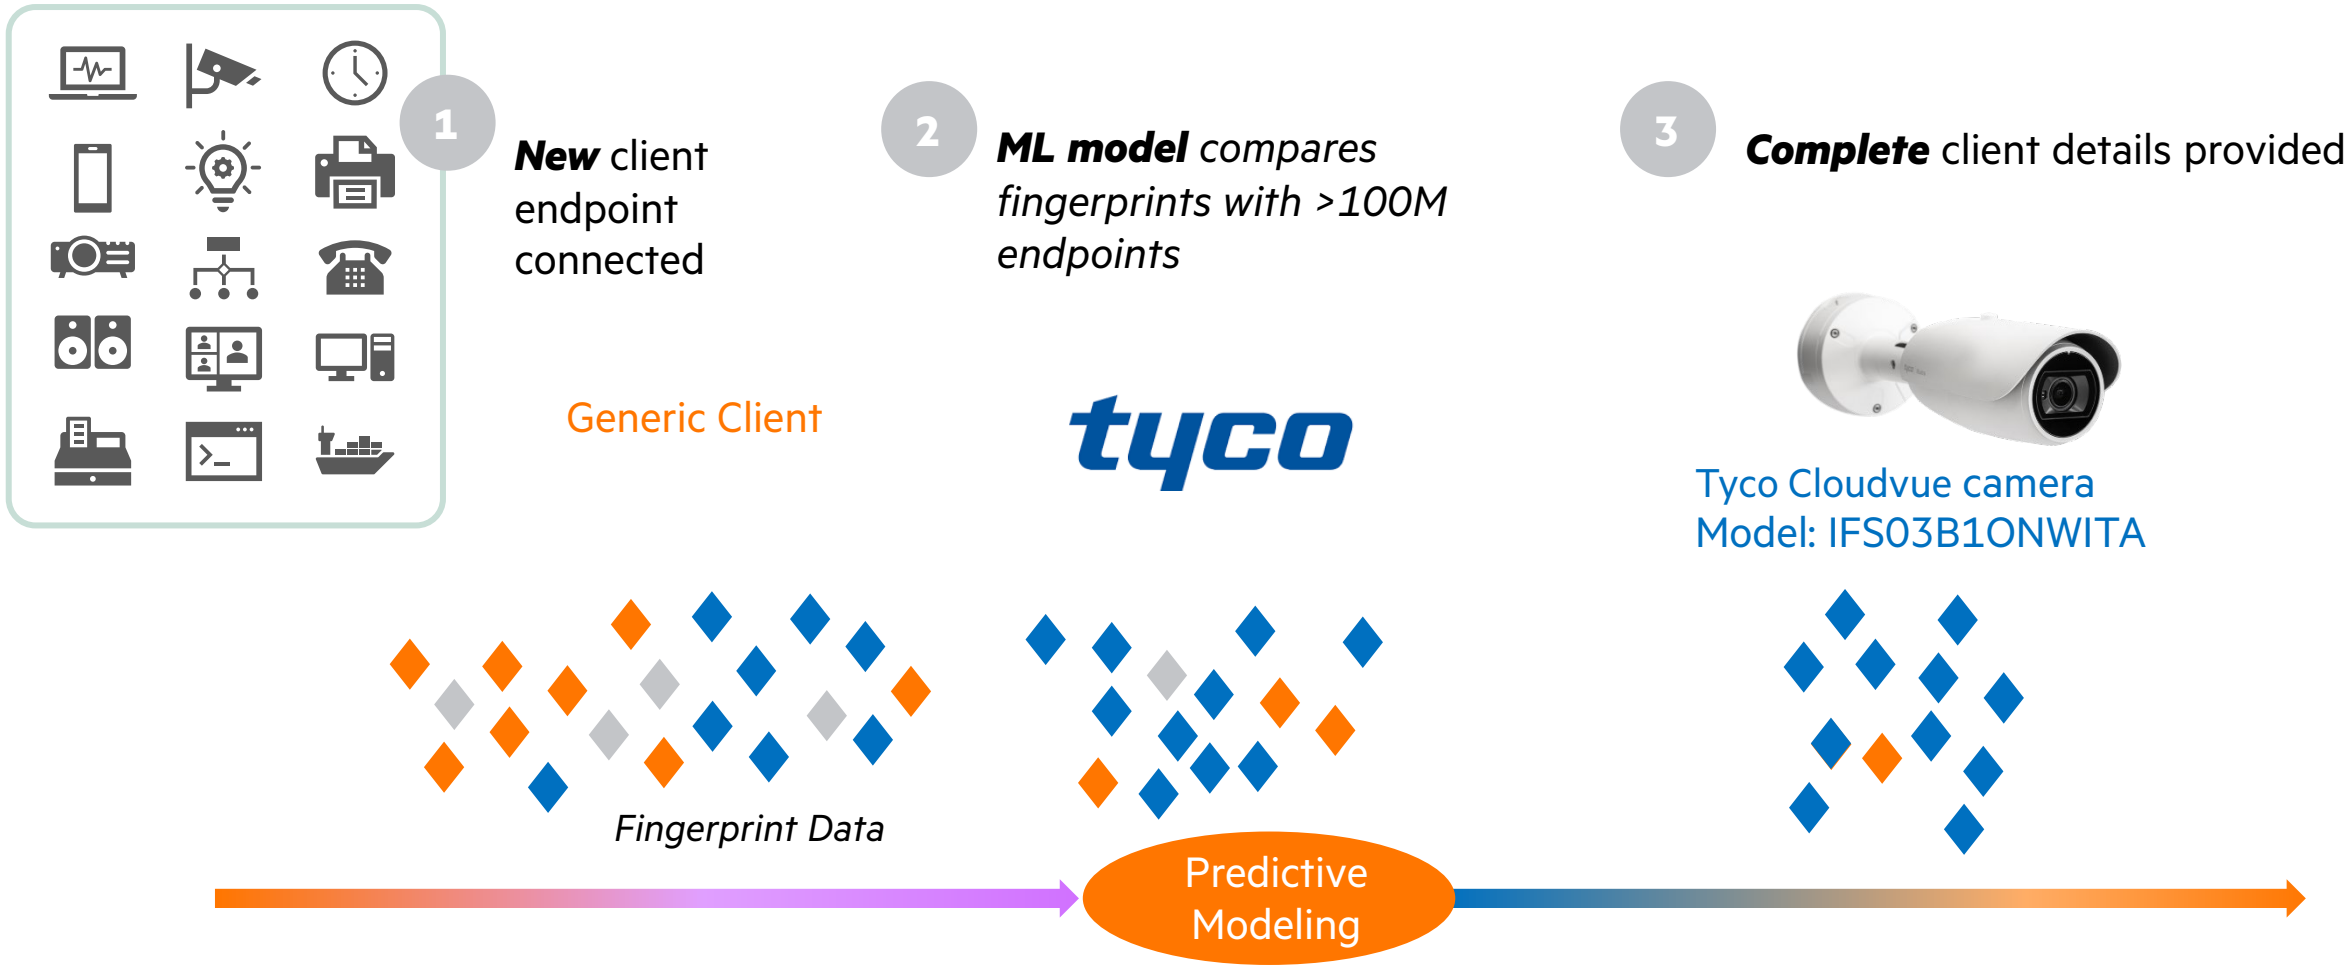 1
New client
endpoint
connected
2
ML model compares
fingerprints with >100M
endpoints
3
Complete client details provided
Generic Client
tyco
Tyco Cloudvue camera
Model: IFS03B1ONWITA
Fingerprint Data
Predictive
Modeling